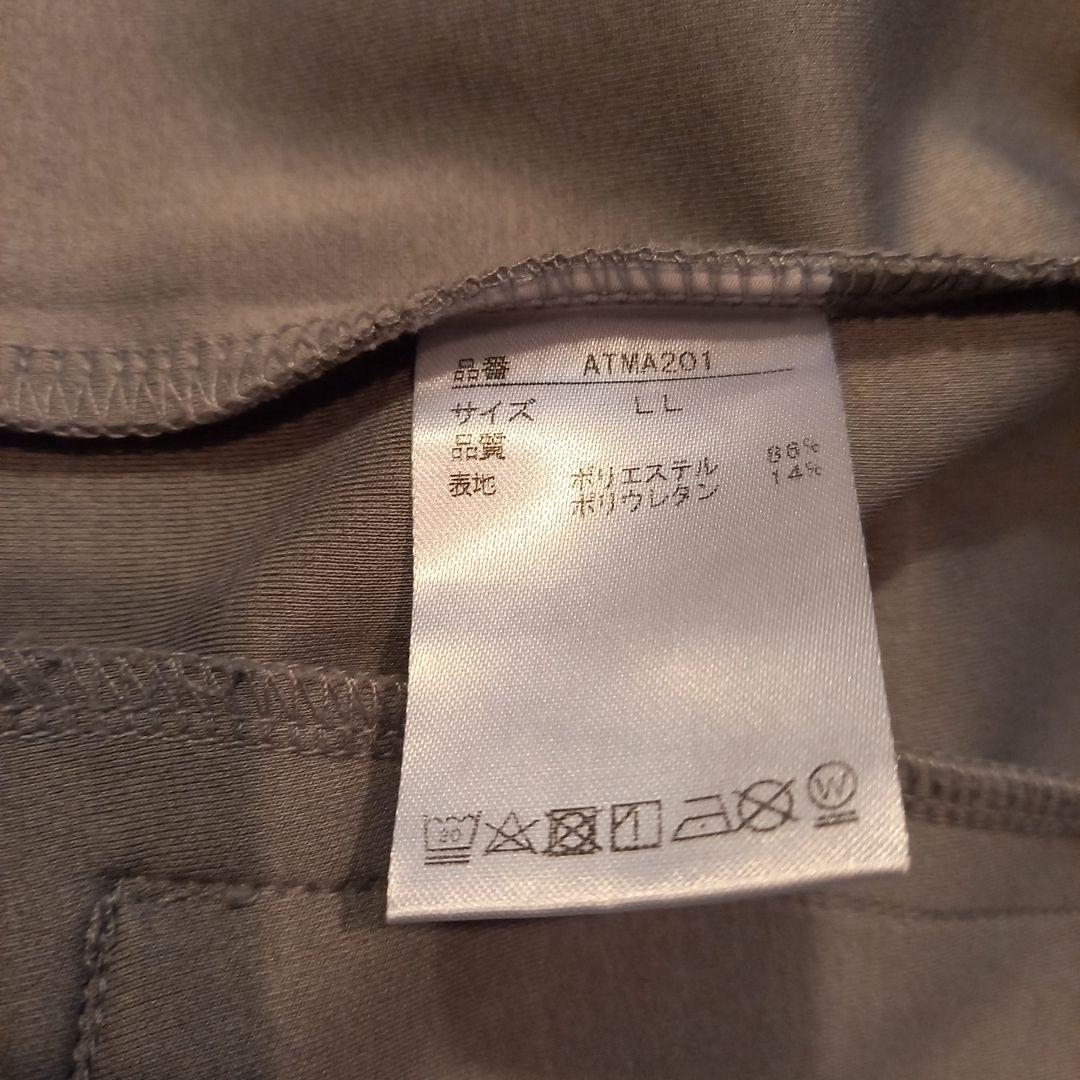 品番 ATMA201
サイズ LL
品質
表地 ポリエステル 86%
ポリウレタン 14%
W